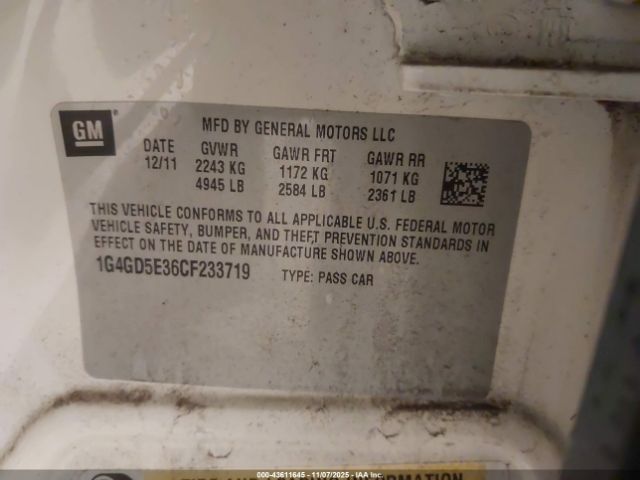 GM
MFD BY GENERAL MOTORS LLC
DATE GVWR GAWR FRT GAWR RR
12/11 2243 KG 1172 KG 1071 KG
4945 LB 2584 LB 2361 LB
THIS VEHICLE CONFORMS TO ALL APPLICABLE U.S. FEDERAL MOTOR
VEHICLE SAFETY, BUMPER, AND THEFT PREVENTION STANDARDS IN
EFFECT ON THE DATE OF MANUFACTURE SHOWN ABOVE.
1G4GD5E36CF233719 TYPE: PASS CAR
000-43611645 - 11/07/2025 - IAA Inc.